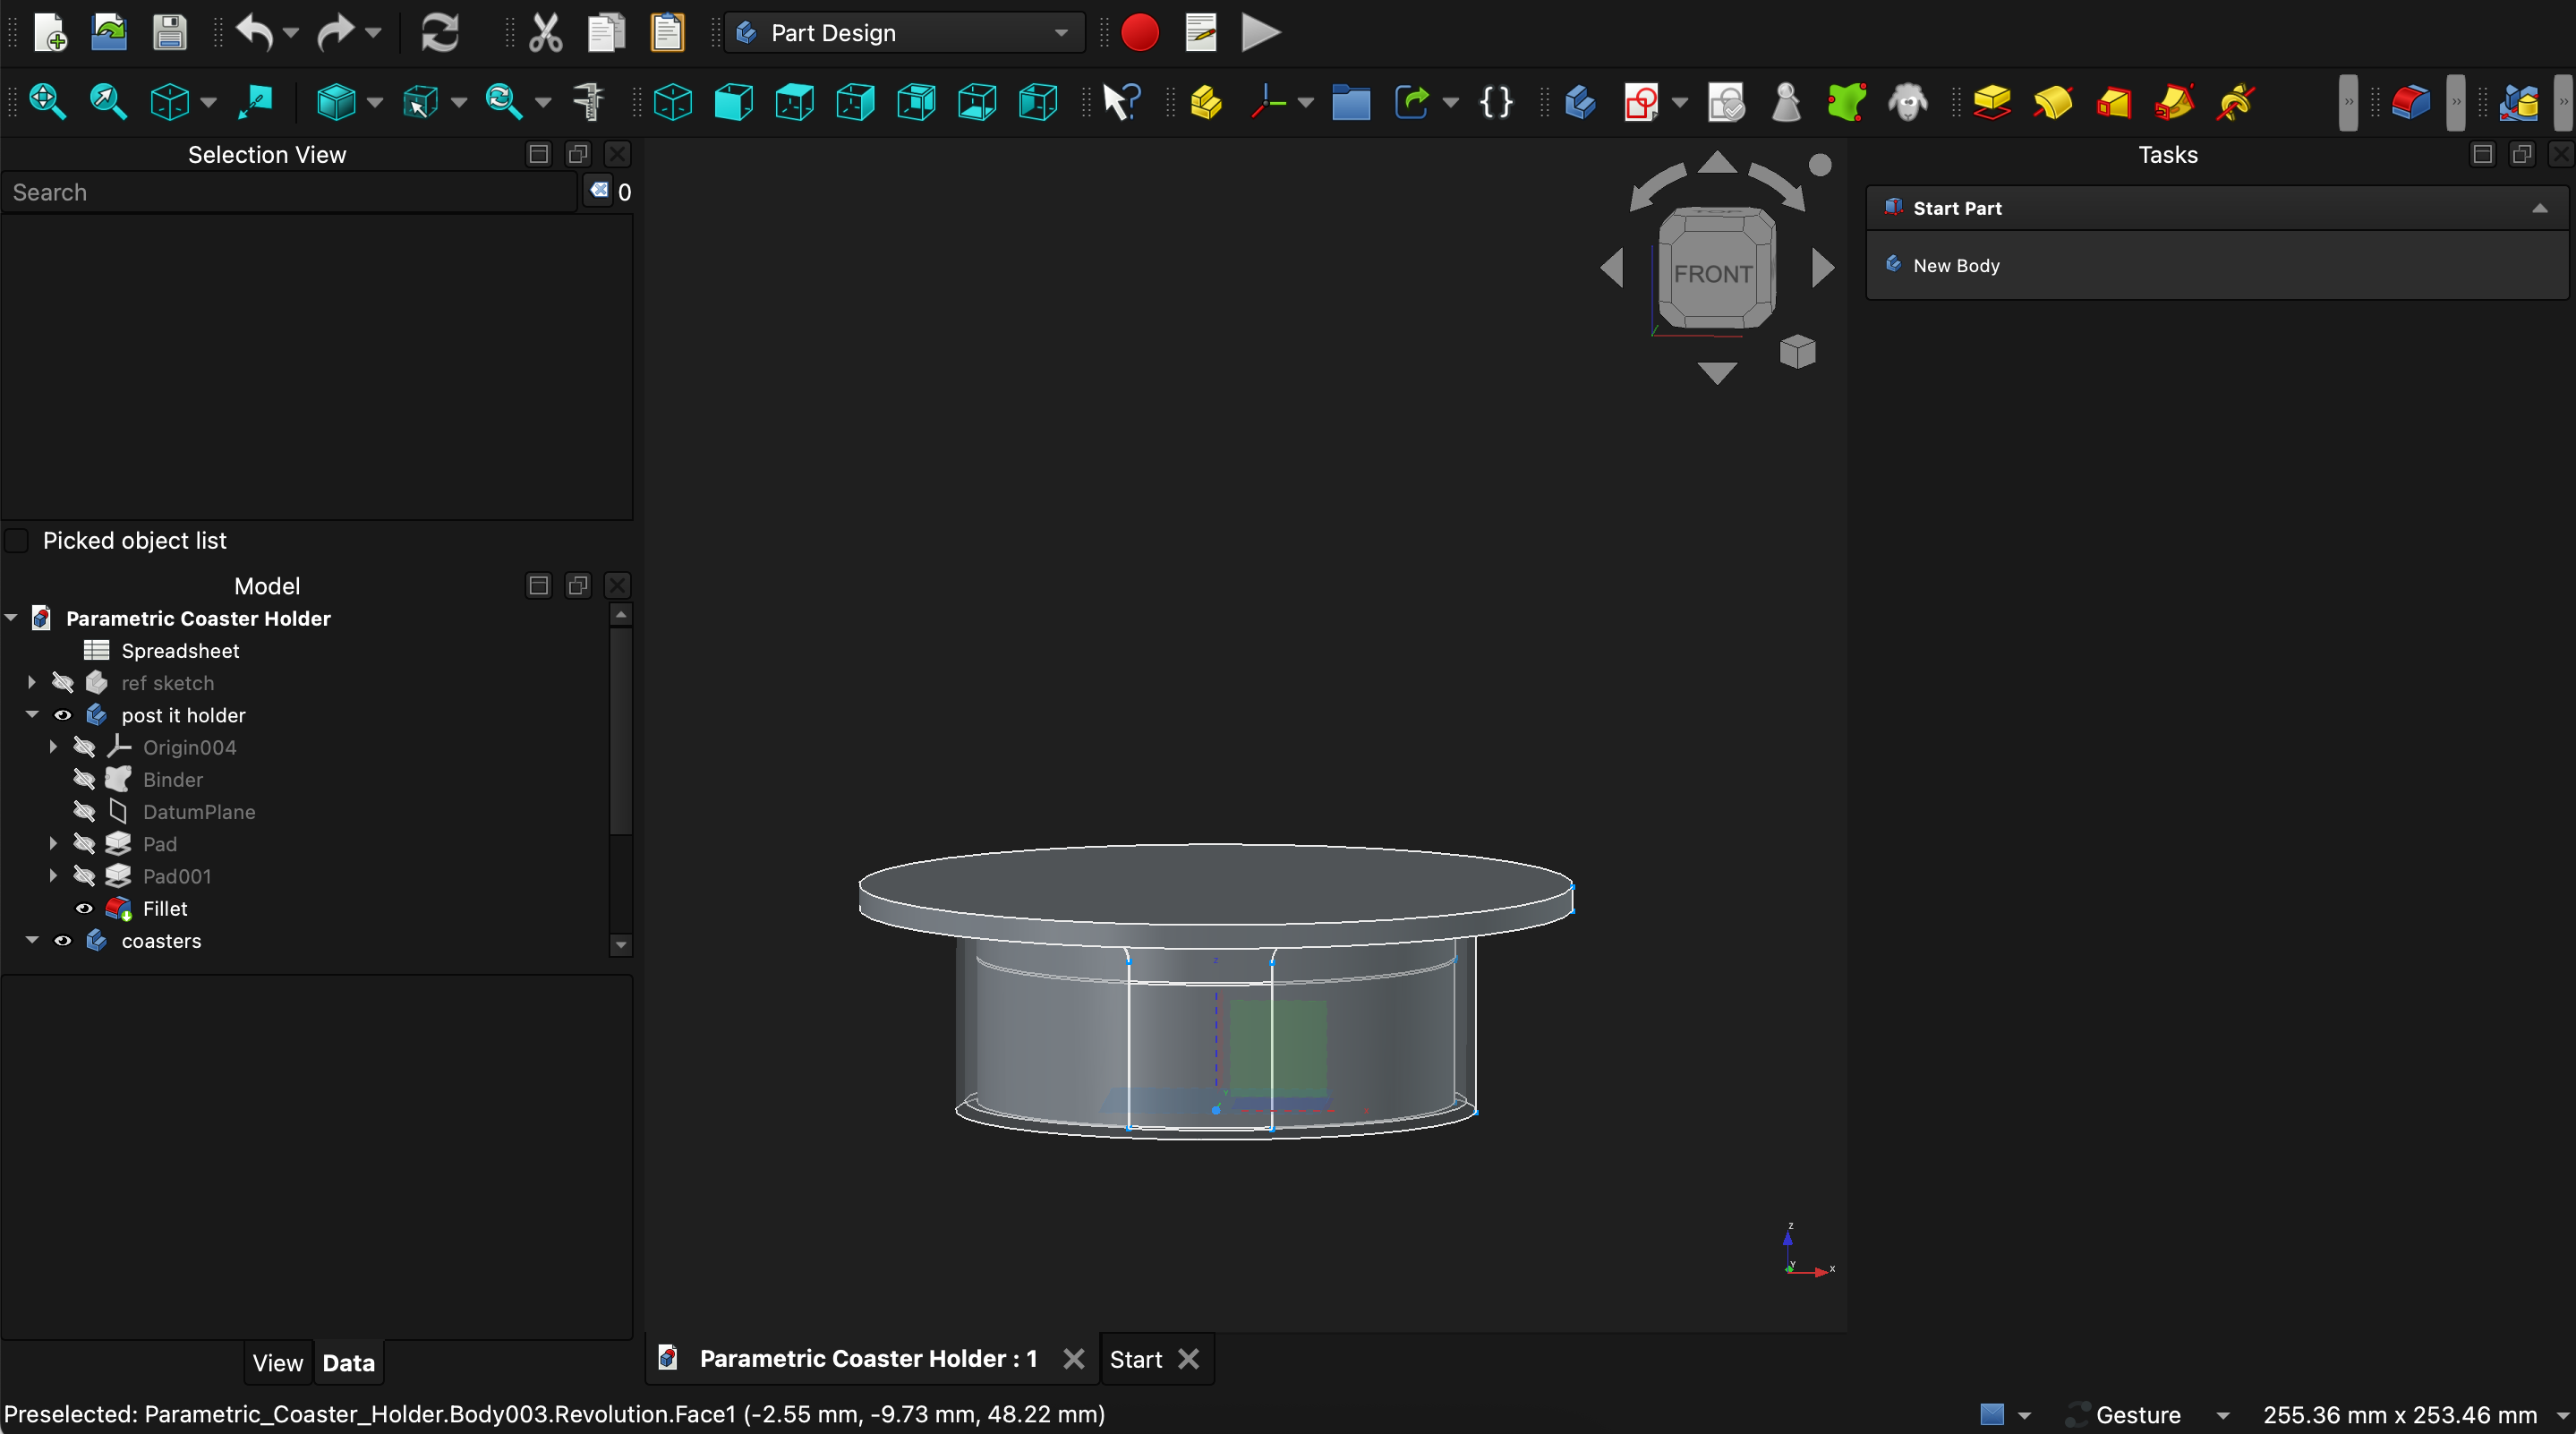 Part Design
Selection View
Tasks
Search
0
Start Part
New Body
TOP
FRONT
Picked object list
Model
Parametric Coaster Holder
Spreadsheet
ref sketch
post it holder
Origin004
Binder
DatumPlane
Pad
Pad001
Fillet
coasters
z
Y
x
z
Y
x
View
Data
Parametric Coaster Holder : 1
Start
Preselected: Parametric_Coaster_Holder.Body003.Revolution.Face1 (-2.55 mm, -9.73 mm, 48.22 mm)
Gesture
255.36 mm x 253.46 mm